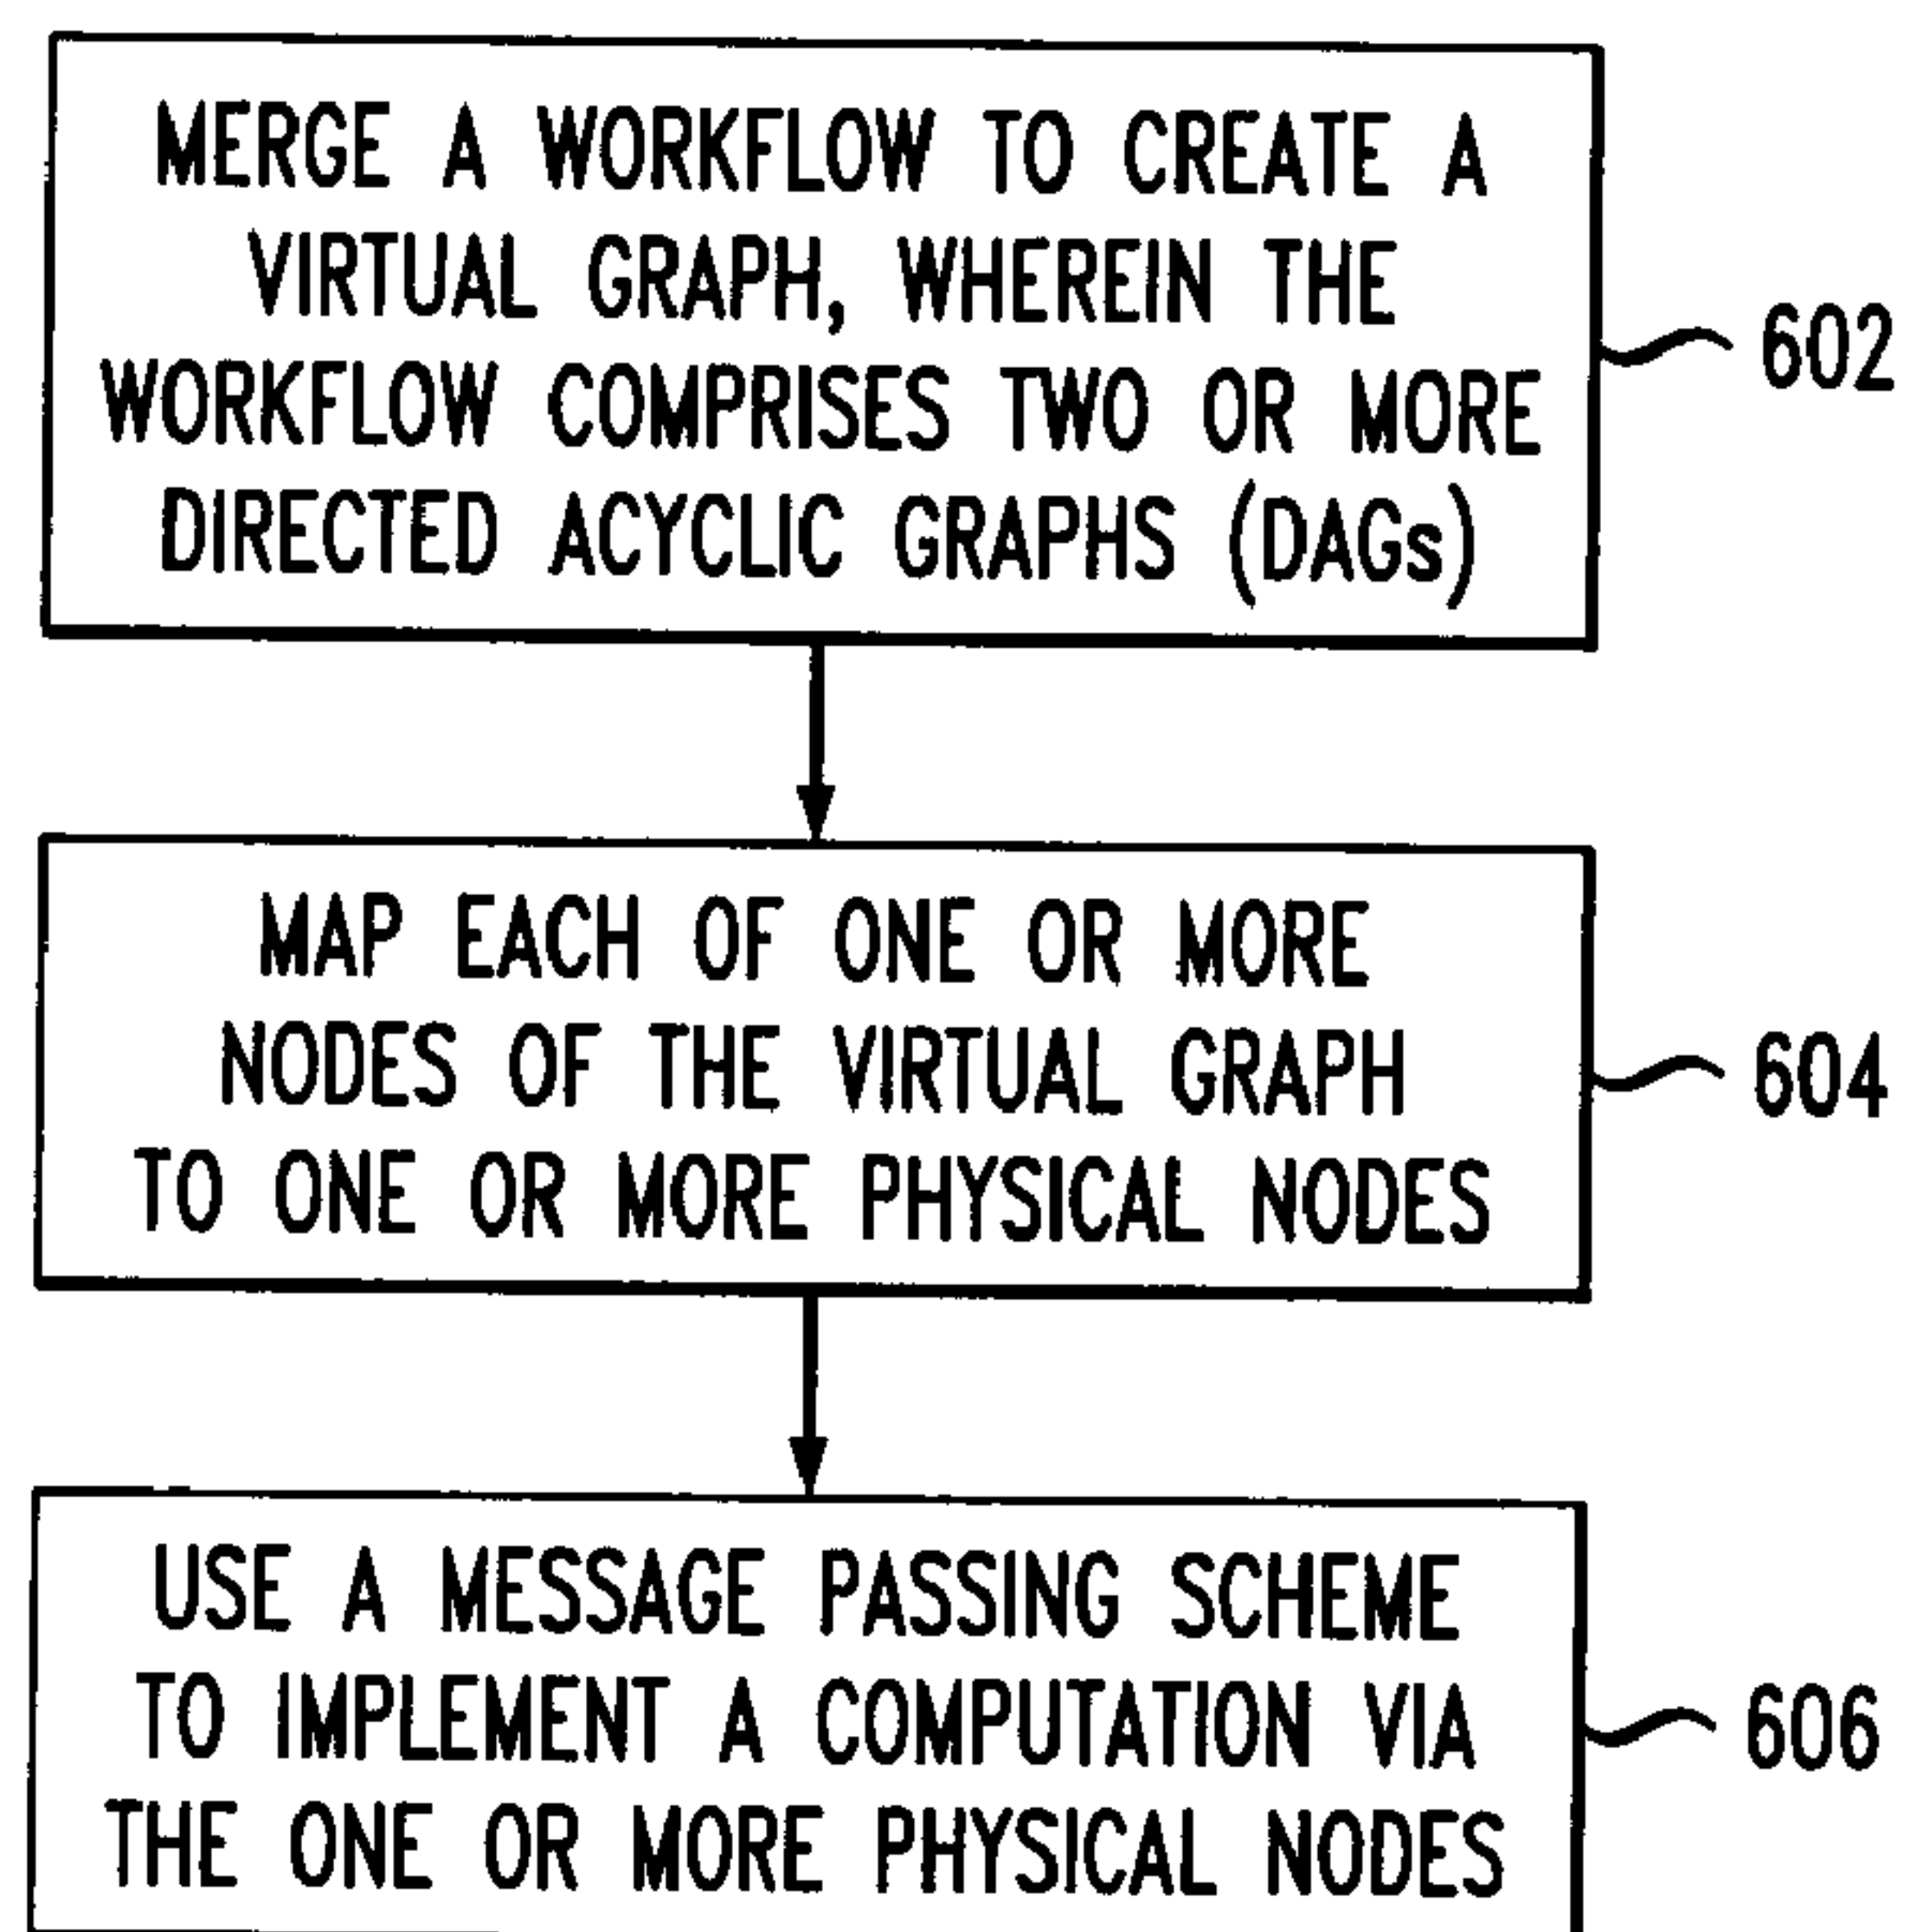 MERGE A WORKFLOW TO CREATE A
VIRTUAL GRAPH, WHEREIN THE
WORKFLOW COMPRISES TWO OR MORE
DIRECTED ACYCLIC GRAPHS (DAGs)
602
MAP EACH OF ONE OR MORE
NODES OF THE VIRTUAL GRAPH
TO ONE OR MORE PHYSICAL NODES
604
USE A MESSAGE PASSING SCHEME
TO IMPLEMENT A COMPUTATION VIA
THE ONE OR MORE PHYSICAL NODES
606